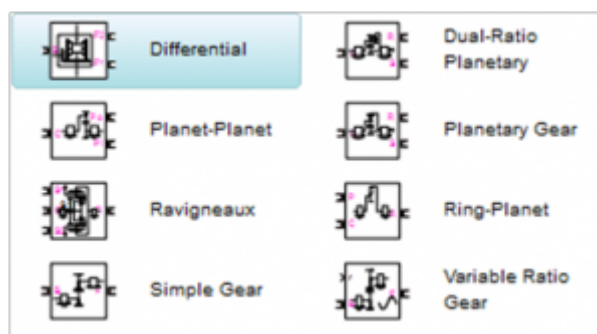 Differential
Dual-Ratio
Planetary
Planet-Planet
Planetary Gear
Ravigneaux
Ring-Planet
Simple Gear
Variable Ratio
Gear